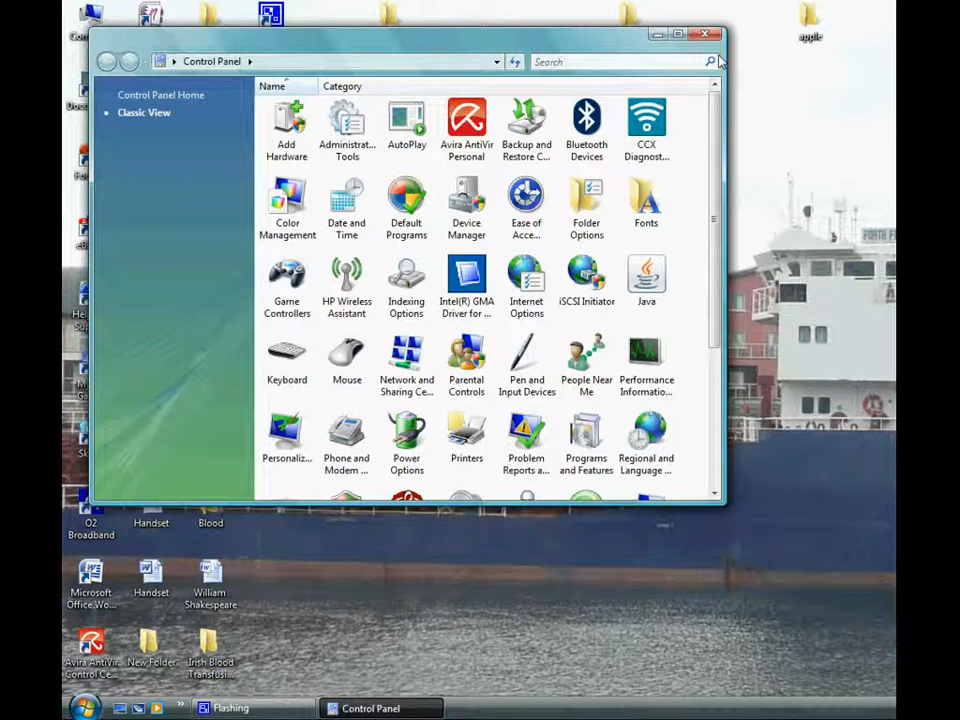 apple
Control Panel
Search
Control Panel Home
Classic View
Name
Category
Add
Hardware
Administrat...
Tools
AutoPlay
Avira AntiVir
Personal
Backup and
Restore C...
Bluetooth
Devices
CCX
Diagnost...
Color
Management
Date and
Time
Default
Programs
Device
Manager
Ease of
Acce...
Folder
Options
Fonts
Game
Controllers
HP Wireless
Assistant
Indexing
Options
Intel(R) GMA
Driver for ...
Internet
Options
iSCSI Initiator
Java
Keyboard
Mouse
Network and
Sharing Ce...
Parental
Controls
Pen and
Input Devices
People Near
Me
Performance
Informatio...
Personaliz...
Phone and
Modem ...
Power
Options
Printers
Problem
Reports a...
Programs
and Features
Regional and
Language ...
O2
Broadband
Handset
Blood
Microsoft
Office Wo...
Handset
William
Shakespeare
Avira AntiVir
Control Ce...
New Folder
Irish Blood
Transfusi...
Flashing
Control Panel